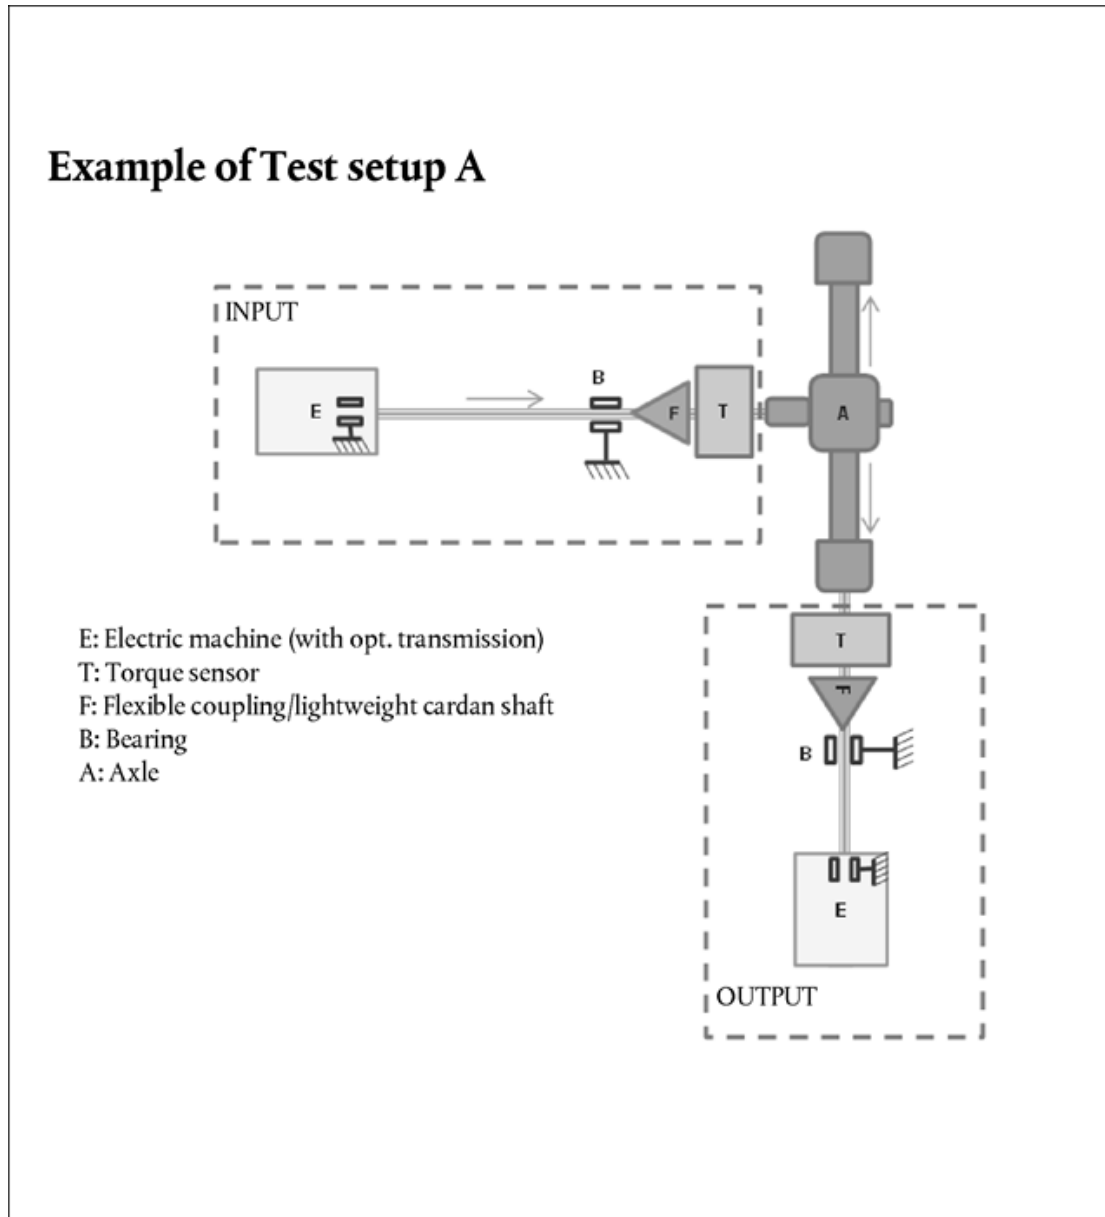 Example of Test setup A
INPUT
E
B
F
T
A
E: Electric machine (with opt. transmission)
T: Torque sensor
F: Flexible coupling/lightweight cardan shaft
B: Bearing
A: Axle
T
F
B
E
OUTPUT